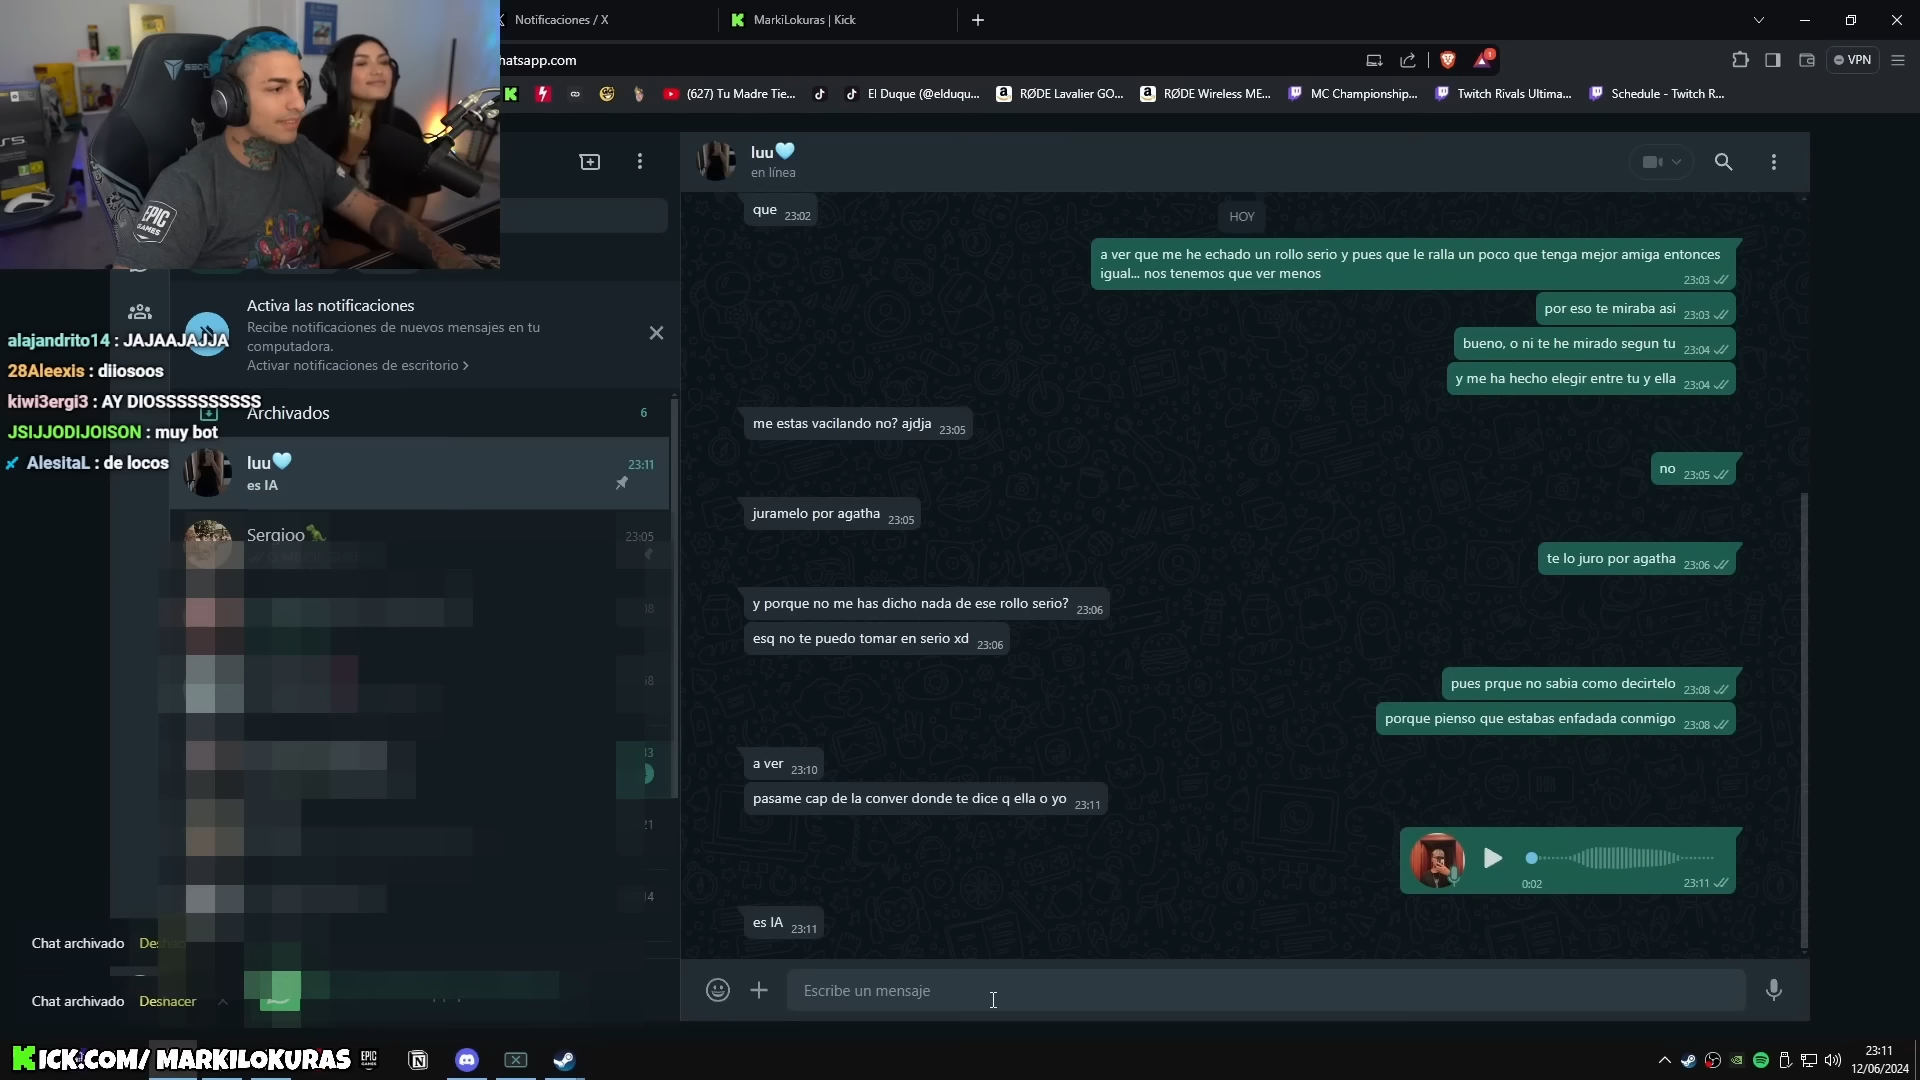 Notificaciones / X
MarkiLokuras | Kick
hatsapp.com
1
VPN
(627) Tu Madre Tie...
El Duque (@elduqu...
RØDE Lavalier GO...
RØDE Wireless ME...
MC Championship...
Twitch Rivals Ultima...
Schedule - Twitch R...
EPIC
GAMES
luu🩵
en línea
que 23:02
HOY
a ver que me he echado un rollo serio y pues que le ralla un poco que tenga mejor amiga entonces
igual... nos tenemos que ver menos
23:03
por eso te miraba asi 23:03
bueno, o ni te he mirado segun tu 23:04
y me ha hecho elegir entre tu y ella 23:04
me estas vacilando no? ajdja 23:05
no 23:05
juramelo por agatha 23:05
te lo juro por agatha 23:06
y porque no me has dicho nada de ese rollo serio? 23:06
esq no te puedo tomar en serio xd 23:06
pues prque no sabia como decirtelo 23:08
porque pienso que estabas enfadada conmigo 23:08
a ver 23:10
pasame cap de la conver donde te dice q ella o yo 23:11
0:02
23:11
es IA 23:11
Escribe un mensaje
Activa las notificaciones
Recibe notificaciones de nuevos mensajes en tu
computadora.
Activar notificaciones de escritorio >
alajandrito14 : JAJAAJAJJA
28Aleexis : diiosoos
kiwi3ergi3 : AY DIOSSSSSSSSSS
JSIJJODIJOISON : muy bot
AlesitaL : de locos
Archivados
6
luu🩵
23:11
es IA
Sergioo🦖
23:05
Chat archivado
Chat archivado Desnacer
KICK.COM/ MARKILOKURAS
EPIC
GAMES
23:11
12/06/2024